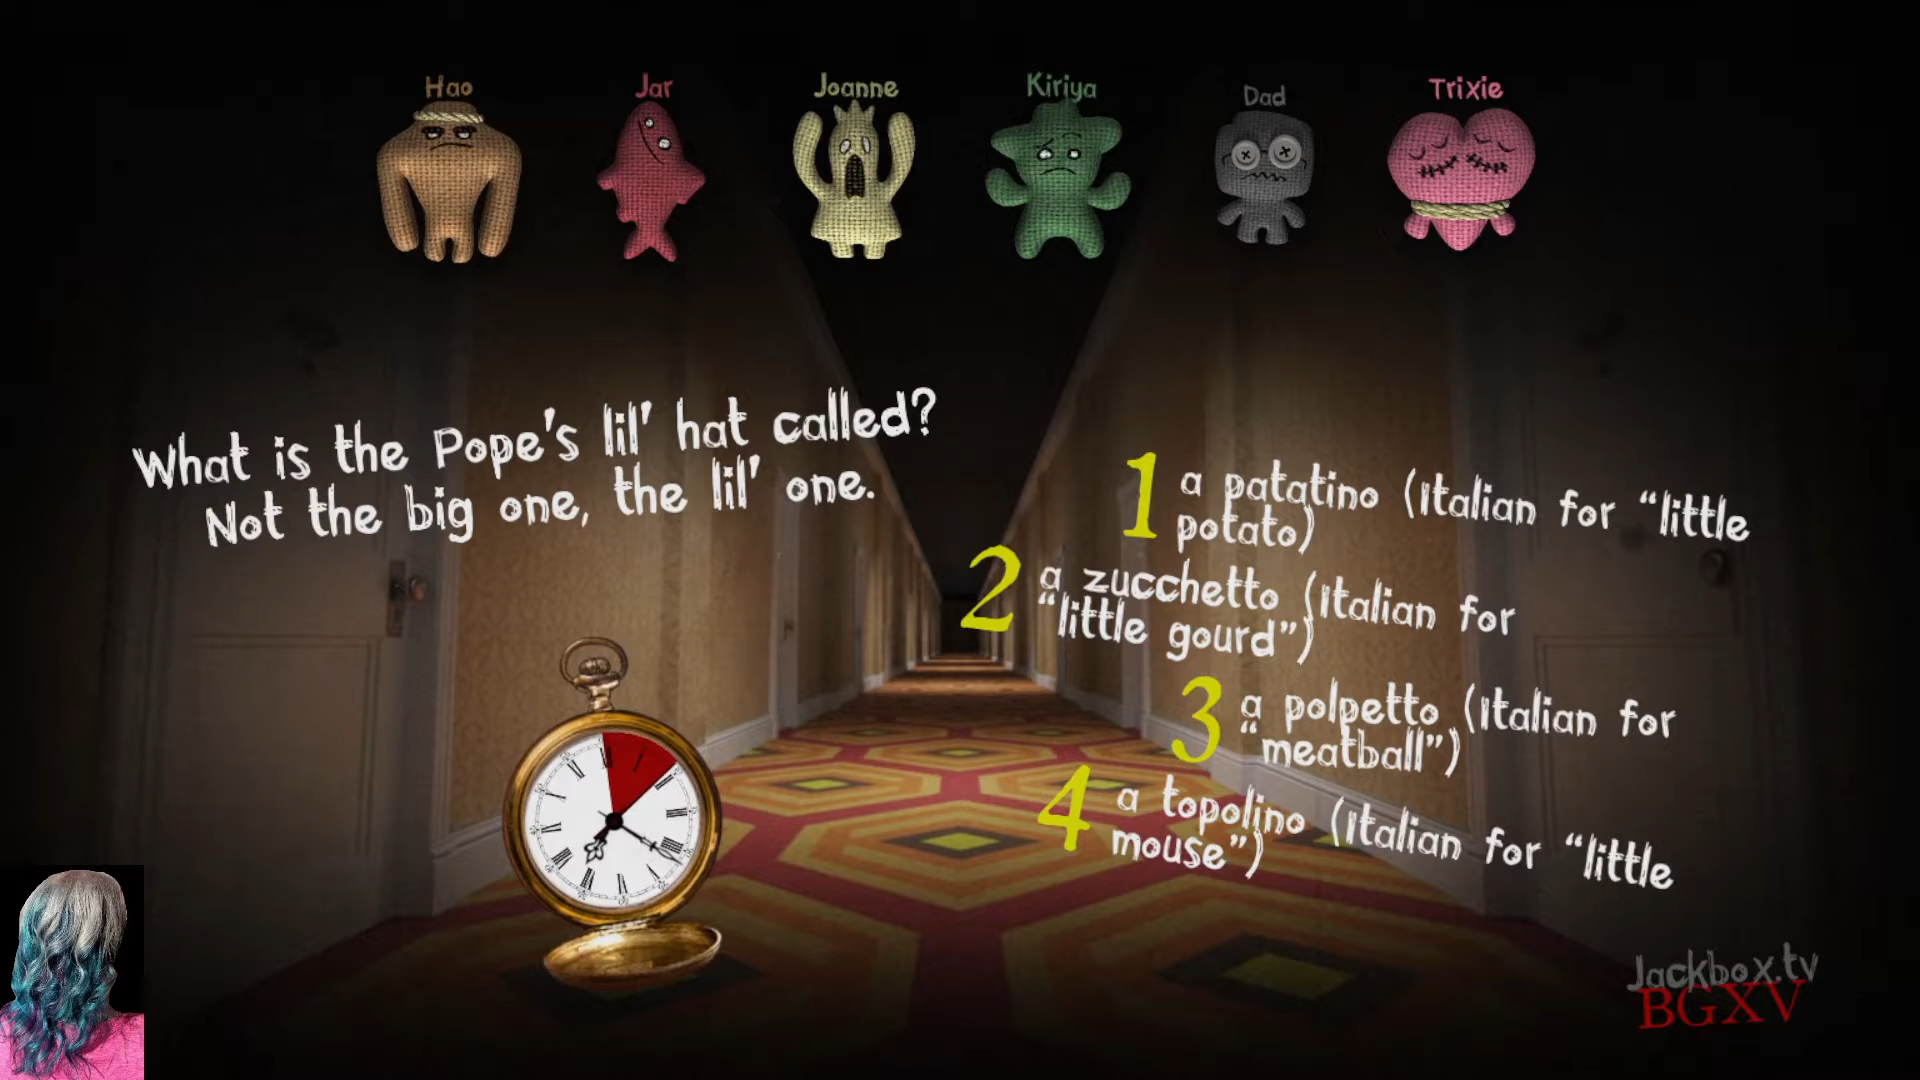 Hao
Jar
Joanne
Kiriya
Dad
Trixie
What is the Pope's lil' hat called?
Not the big one, the lil' one.
1 a patatino (Italian for "little
potato)
2 a zucchetto (Italian for
"little gourd")
3 a polpetto (Italian for
"meatball")
4 a topolino (Italian for "little
mouse")
Jackbox.tv
BGXV